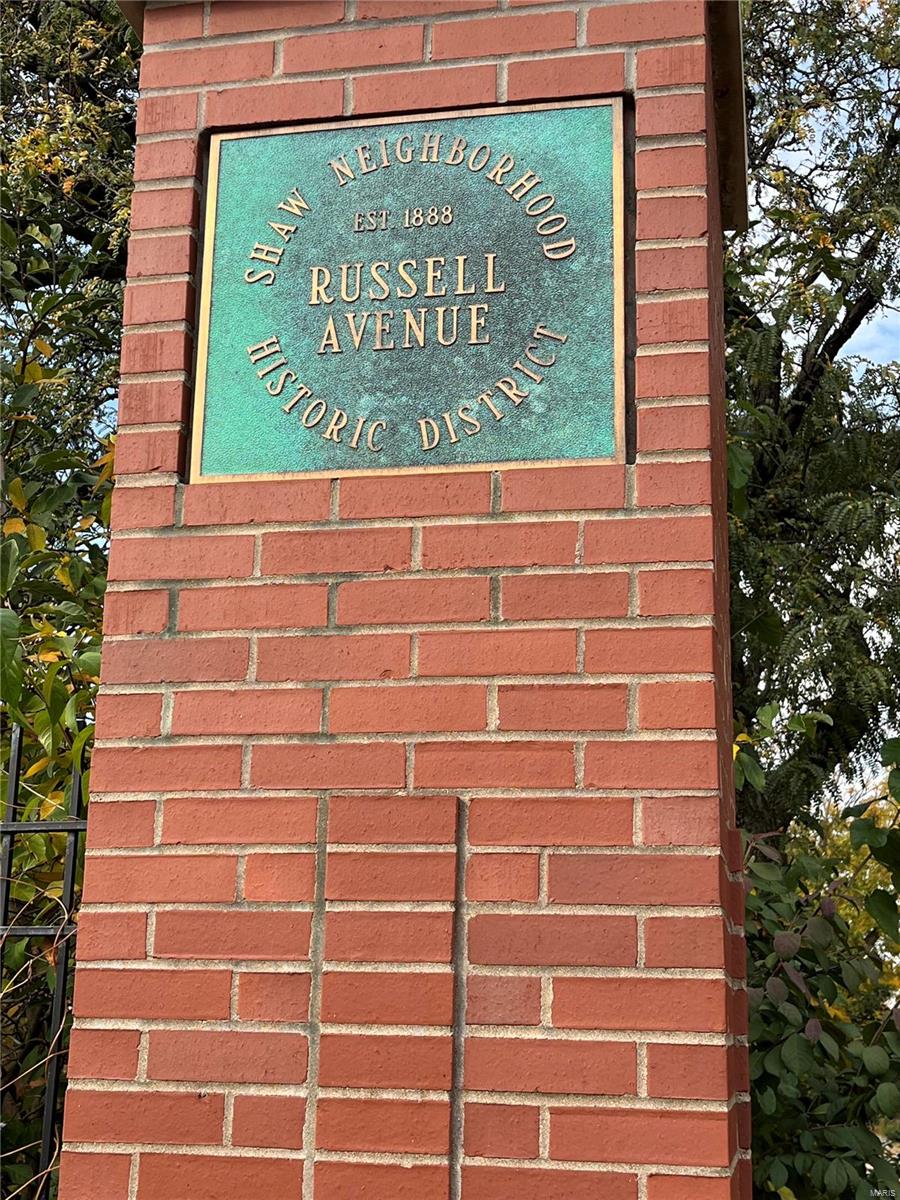 SHAW NEIGHBORHOOD
EST. 1888
RUSSELL
AVENUE
HISTORIC DISTRICT
MARIS